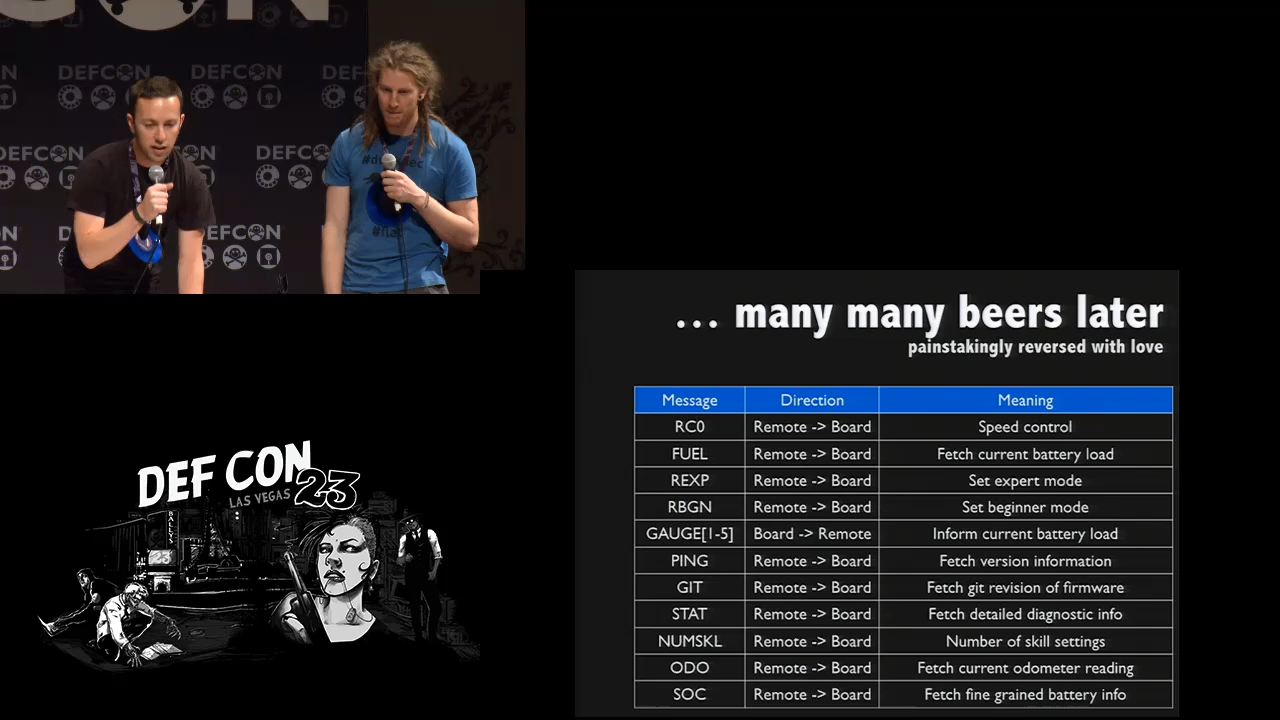 CON
DEFCON DEFCON DEF
DEFCON DEFCON
DEFCON
#d
ec
… many many beers later
painstakingly reversed with love
Message Direction Meaning
RC0 Remote -> Board Speed control
FUEL Remote -> Board Fetch current battery load
REXP Remote -> Board Set expert mode
RBGN Remote -> Board Set beginner mode
GAUGE[1-5] Board -> Remote Inform current battery load
PING Remote -> Board Fetch version information
GIT Remote -> Board Fetch git revision of firmware
STAT Remote -> Board Fetch detailed diagnostic info
NUMSKL Remote -> Board Number of skill settings
ODO Remote -> Board Fetch current odometer reading
SOC Remote -> Board Fetch fine grained battery info
DEF CON
LAS VEGAS 23
BALLYS